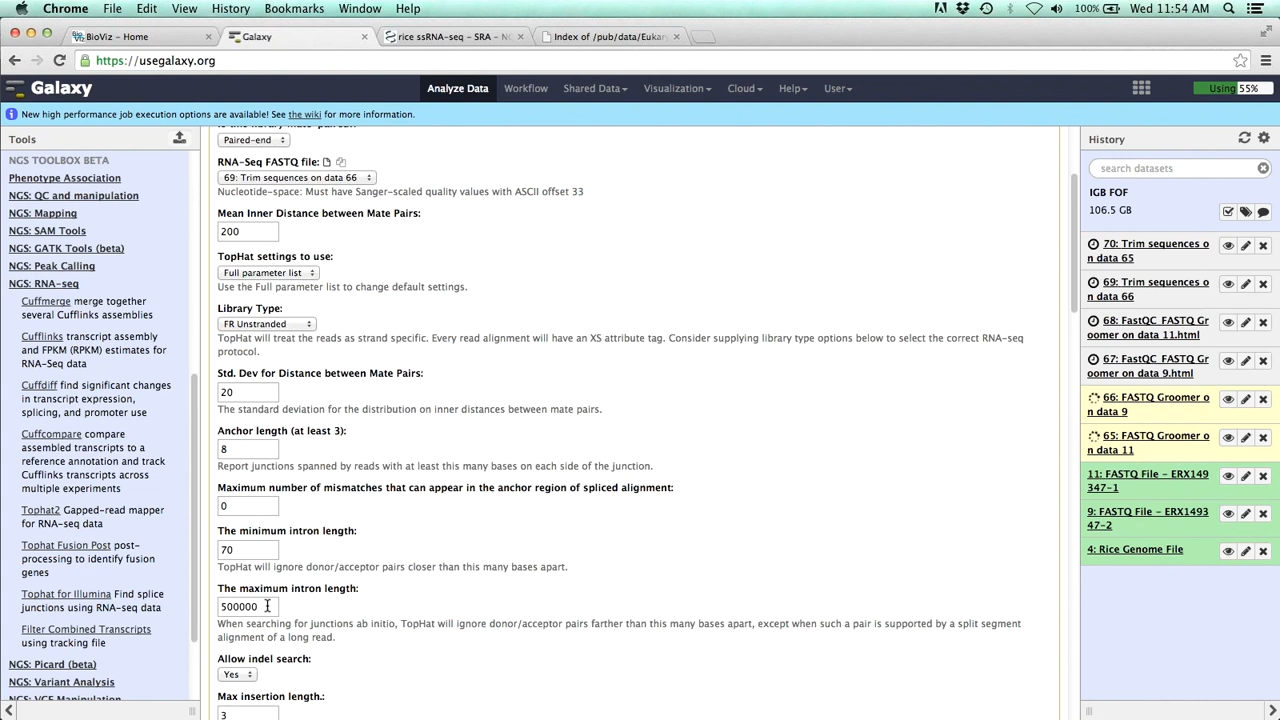 Chrome File Edit View History Bookmarks Window Help 100% Wed 11:54 AM
BioViz - Home
Galaxy
rice ssRNA-seq - SRA - NCB
Index of /pub/data/Eukar
https://usegalaxy.org
Galaxy Analyze Data Workflow Shared Data Visualization Cloud Help User Using 55%
New high performance job execution options are available! See the wiki for more information.
Tools
NGS TOOLBOX BETA
Phenotype Association
NGS: QC and manipulation
NGS: Mapping
NGS: SAM Tools
NGS: GATK Tools (beta)
NGS: Peak Calling
NGS: RNA-seq
Cuffmerge merge together
several Cufflinks assemblies
Cufflinks transcript assembly
and FPKM (RPKM) estimates for
RNA-Seq data
Cuffdiff find significant changes
in transcript expression,
splicing, and promoter use
Cuffcompare compare
assembled transcripts to a
reference annotation and track
Cufflinks transcripts across
multiple experiments
Tophat2 Gapped-read mapper
for RNA-seq data
Tophat Fusion Post post-
processing to identify fusion
genes
Tophat for Illumina Find splice
junctions using RNA-seq data
Filter Combined Transcripts
using tracking file
NGS: Picard (beta)
NGS: Variant Analysis
NGS: VCF Manipulation
Is this library mate-paired?:
Paired-end
RNA-Seq FASTQ file:
69: Trim sequences on data 66
Nucleotide-space: Must have Sanger-scaled quality values with ASCII offset 33
Mean Inner Distance between Mate Pairs:
200
TopHat settings to use:
Full parameter list
Use the Full parameter list to change default settings.
Library Type:
FR Unstranded
TopHat will treat the reads as strand specific. Every read alignment will have an XS attribute tag. Consider supplying library type options below to select the correct RNA-seq
protocol.
Std. Dev for Distance between Mate Pairs:
20
The standard deviation for the distribution on inner distances between mate pairs.
Anchor length (at least 3):
8
Report junctions spanned by reads with at least this many bases on each side of the junction.
Maximum number of mismatches that can appear in the anchor region of spliced alignment:
0
The minimum intron length:
70
TopHat will ignore donor/acceptor pairs closer than this many bases apart.
The maximum intron length:
500000
When searching for junctions ab initio, TopHat will ignore donor/acceptor pairs farther than this many bases apart, except when such a pair is supported by a split segment
alignment of a long read.
Allow indel search:
Yes
Max insertion length.:
3
History
search datasets
IGB FOF
106.5 GB
70: Trim sequences o
n data 65
69: Trim sequences o
n data 66
68: FastQC_FASTQ Gr
oomer on data 11.html
67: FastQC_FASTQ Gr
oomer on data 9.html
66: FASTQ Groomer o
n data 9
65: FASTQ Groomer o
n data 11
11: FASTQ File - ERX149
347-1
9: FASTQ File - ERX1493
47-2
4: Rice Genome File